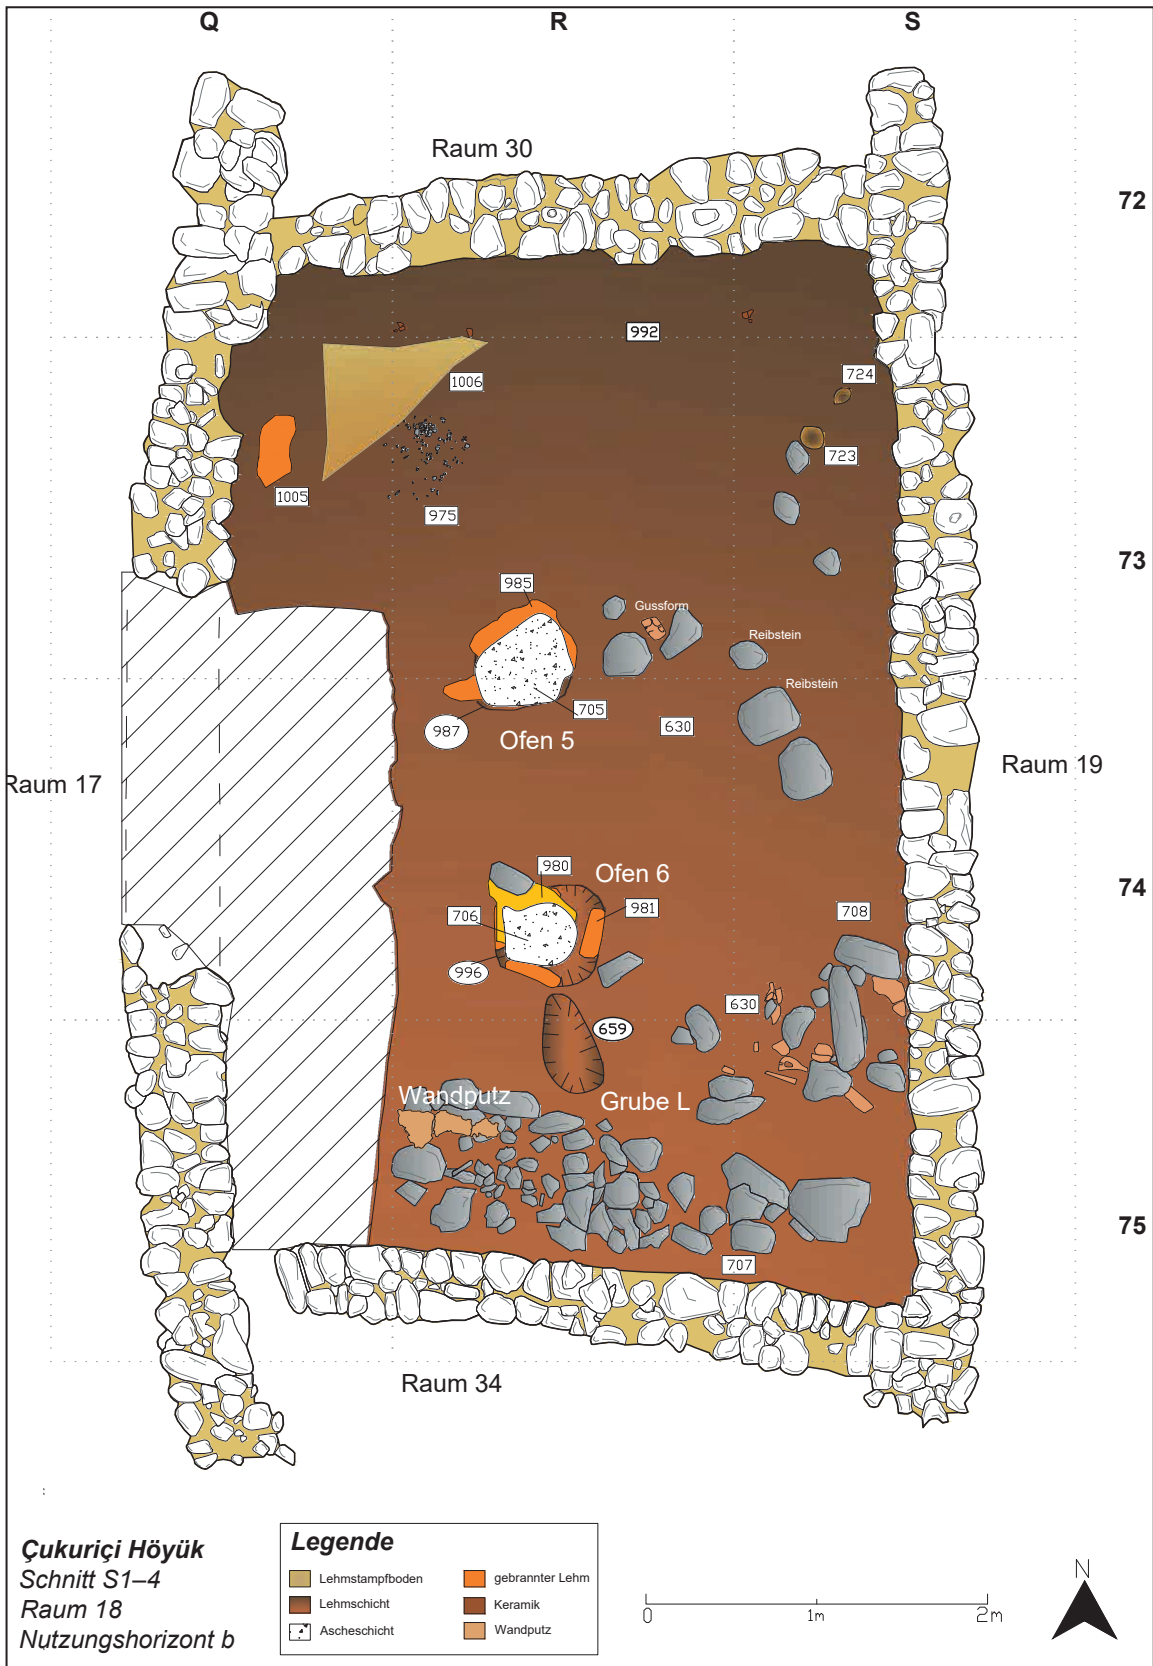 Q R S
Raum 30
72
992
724
1006
723
1005
975
73
985
Gussform
Reibstein
Reibstein
705
987
630
Ofen 5
Raum 19
Raum 17
980
Ofen 6
74
706
981
708
996
630
659
Wandputz
Grube L
75
707
Raum 34
Çukuriçi Höyük
Schnitt S1–4
Raum 18
Nutzungshorizont b
Legende
Lehmstampfboden
gebrannter Lehm
Lehmschicht
Keramik
Ascheschicht
Wandputz
0 1m 2m
N